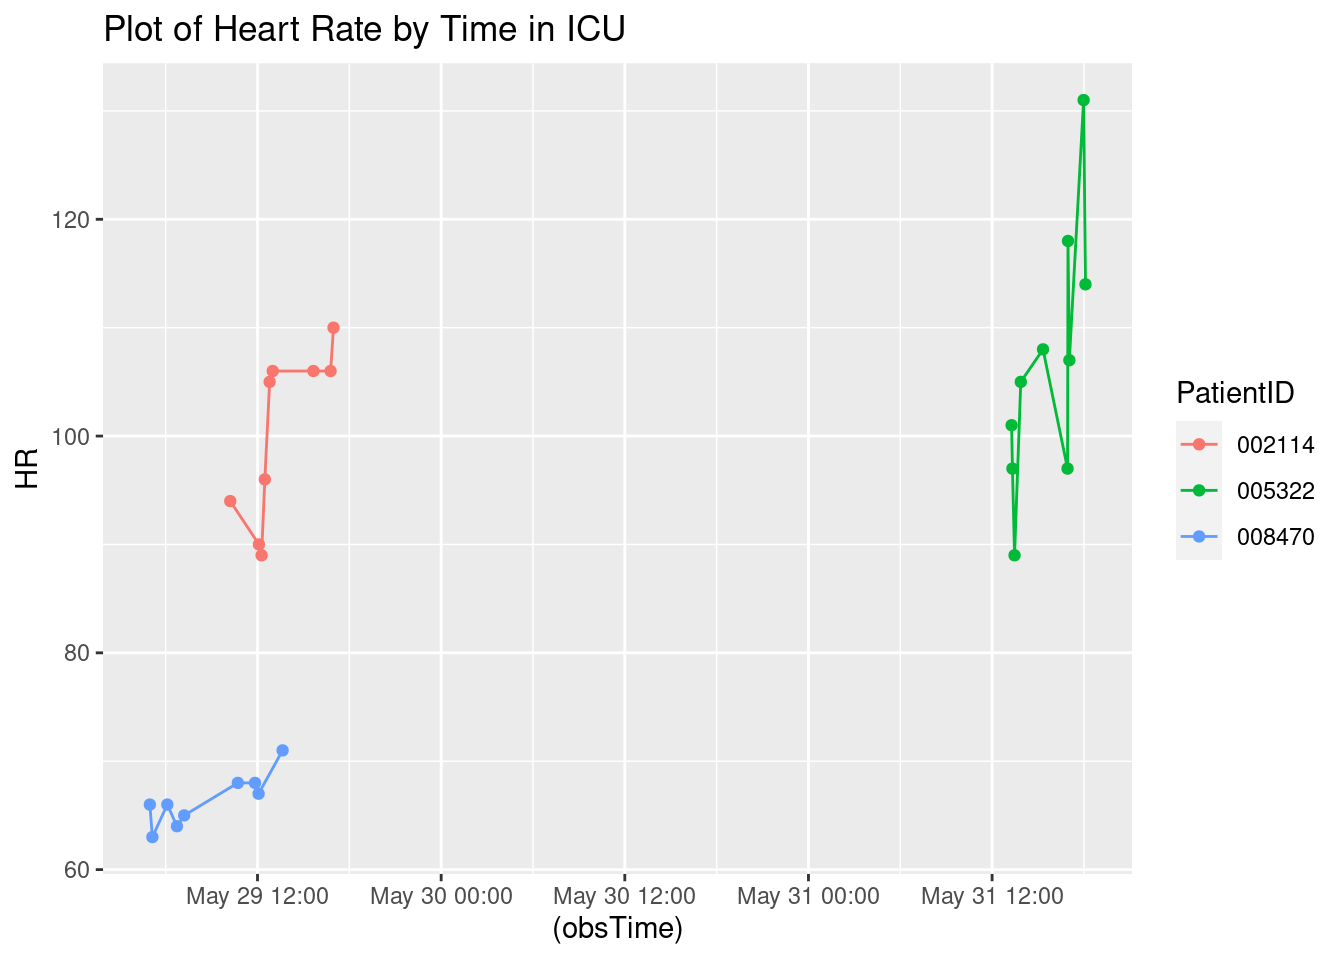 Plot of Heart Rate by Time in ICU
120
100
80
60
HR
May 29 12:00 May 30 00:00 May 30 12:00 May 31 00:00 May 31 12:00
(obsTime)
PatientID
002114
005322
008470